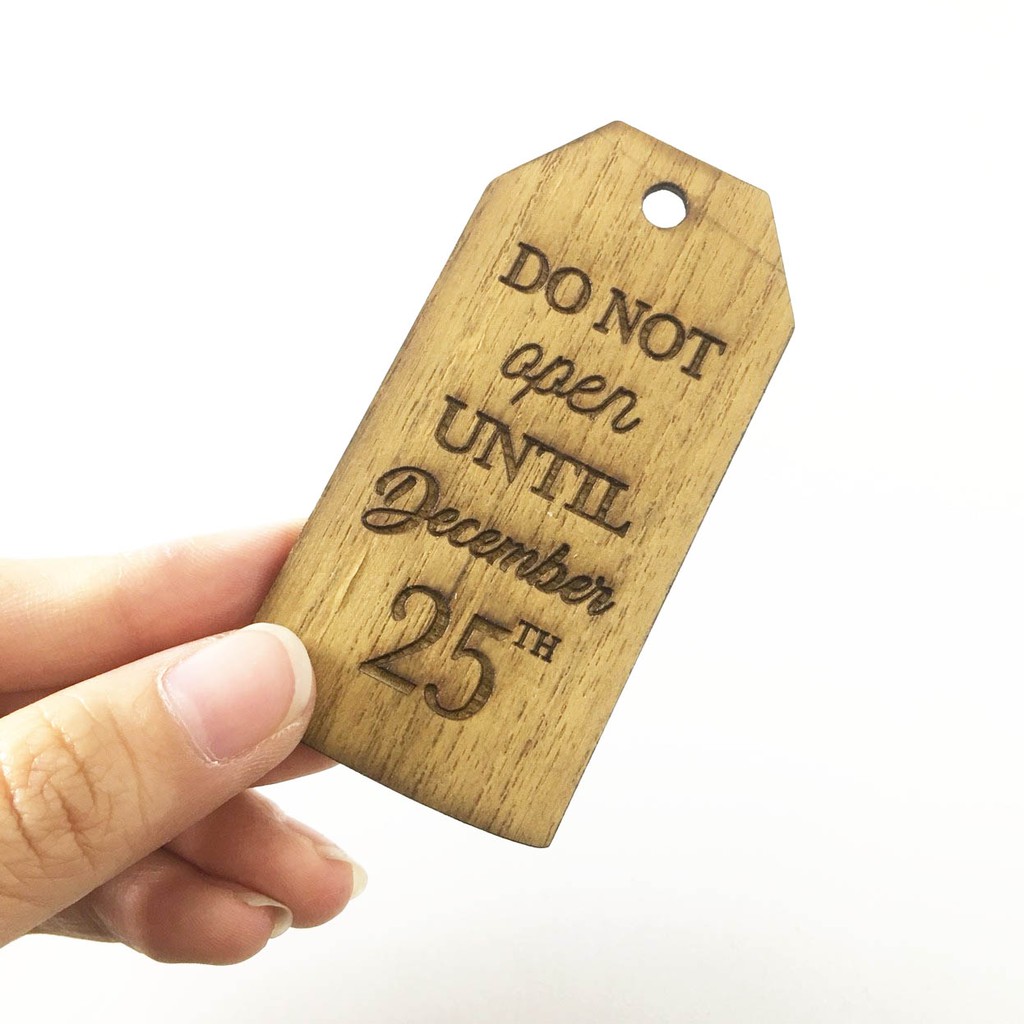 DO NOT
open
UNTIL
December
25TH